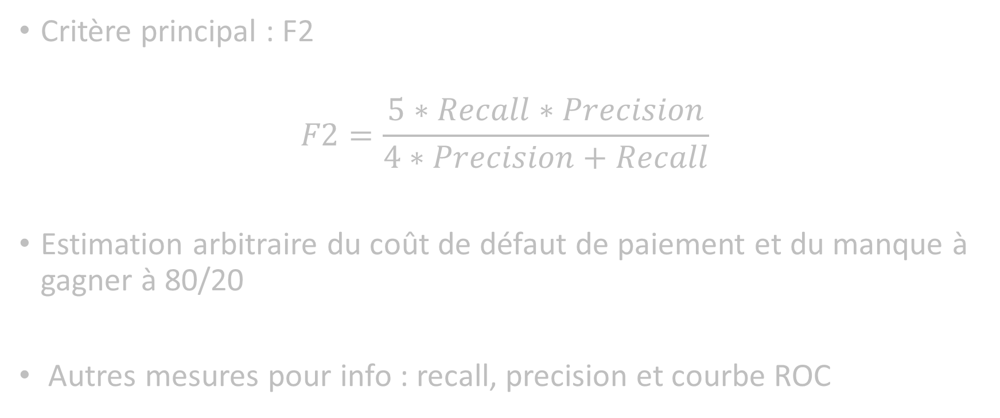 • Critère principal : F2
F2 = \frac{5 * Recall * Precision}{4 * Precision + Recall}
• Estimation arbitraire du coût de défaut de paiement et du manque à
gagner à 80/20
• Autres mesures pour info : recall, precision et courbe ROC